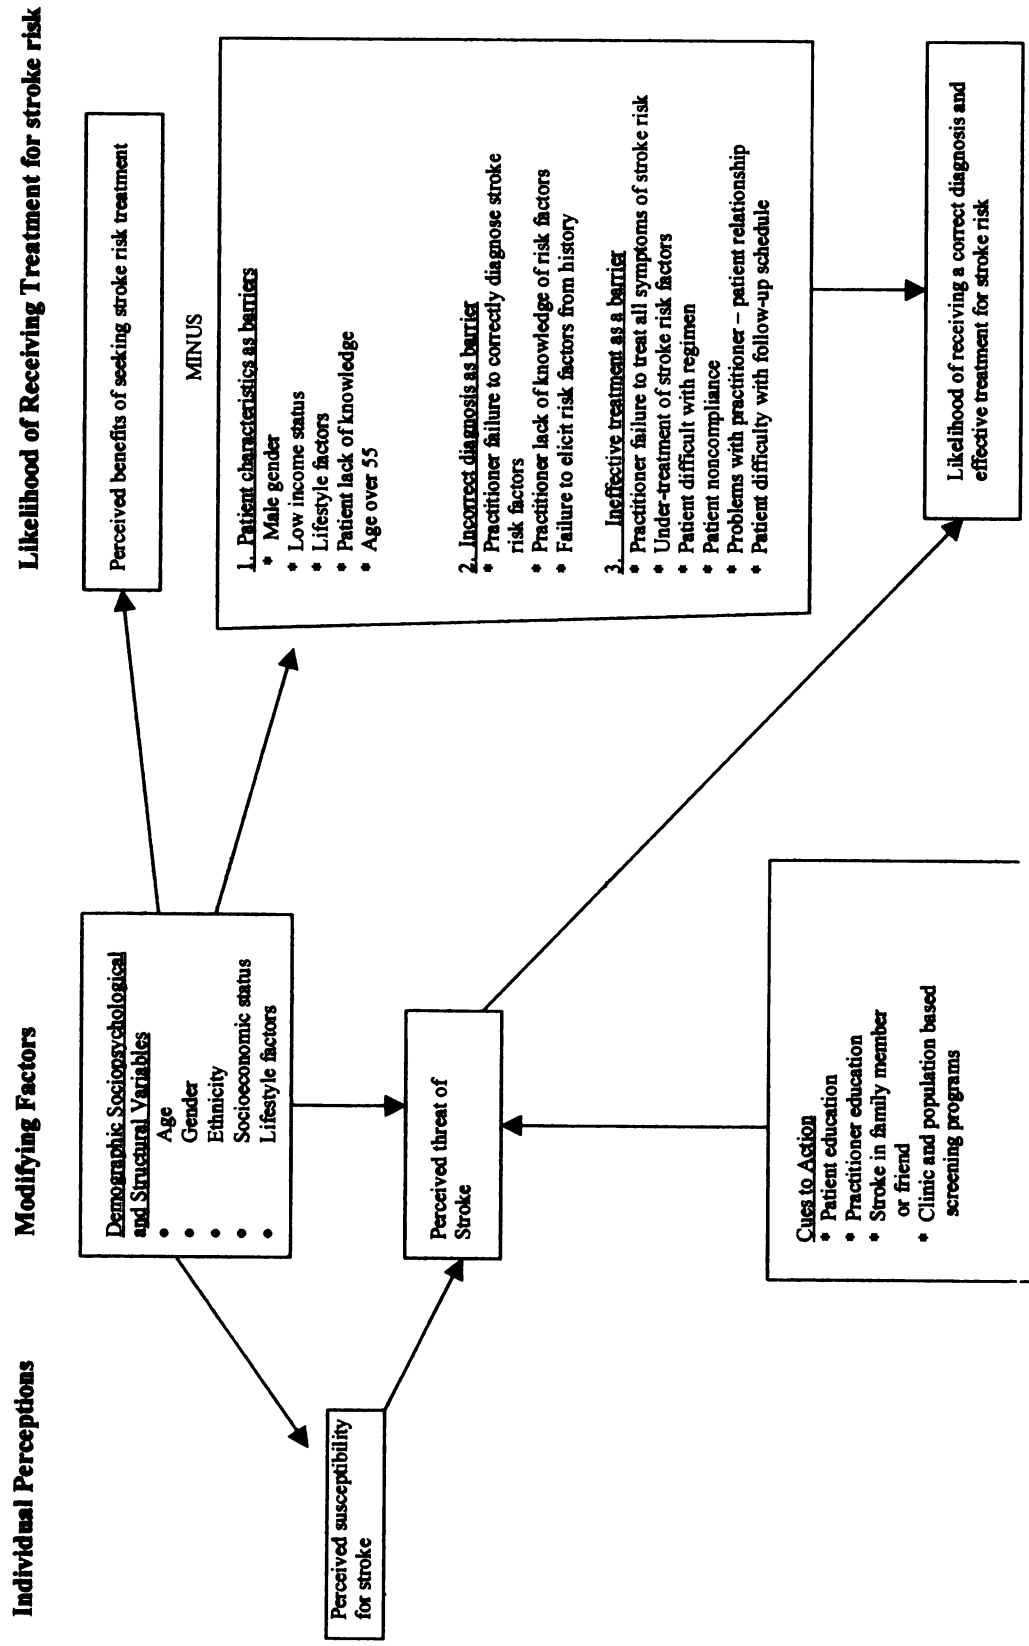 Individual Perceptions
Modifying Factors
Likelihood of Receiving Treatment for stroke risk
Perceived susceptibility
for stroke
Demographic Sociopsychological
and Structural Variables
• Age
• Gender
• Ethnicity
• Socioeconomic status
• Lifestyle factors
Perceived threat of
Stroke
Cues to Action
* Patient education
* Practitioner education
* Stroke in family member
or friend
* Clinic and population based
screening programs
Perceived benefits of seeking stroke risk treatment
MINUS
1. Patient characteristics as barriers
* Male gender
* Low income status
* Lifestyle factors
* Patient lack of knowledge
* Age over 55
2. Incorrect diagnosis as barrier
* Practitioner failure to correctly diagnose stroke
risk factors
* Practitioner lack of knowledge of risk factors
* Failure to elicit risk factors from history
3. Ineffective treatment as a barrier
* Practitioner failure to treat all symptoms of stroke risk
* Under-treatment of stroke risk factors
* Patient difficult with regimen
* Patient noncompliance
* Problems with practitioner – patient relationship
* Patient difficulty with follow-up schedule
Likelihood of receiving a correct diagnosis and
effective treatment for stroke risk